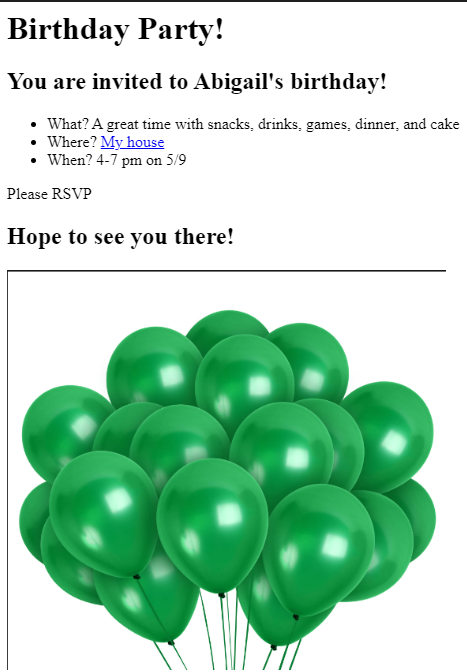 Birthday Party!
You are invited to Abigail's birthday!
What? A great time with snacks, drinks, games, dinner, and cake
Where? My house
When? 4-7 pm on 5/9
Please RSVP
Hope to see you there!